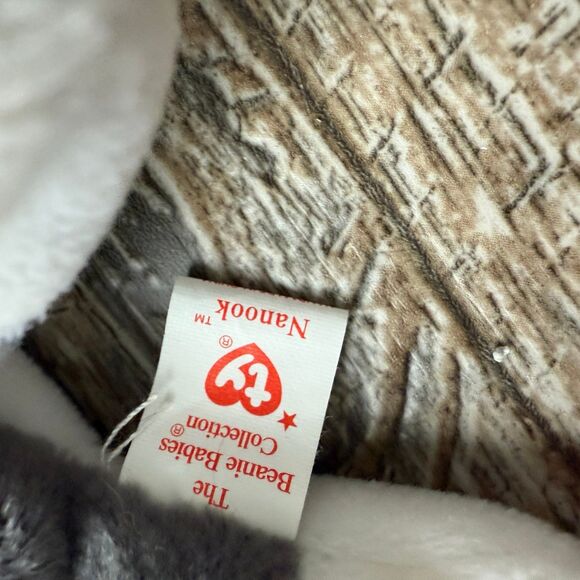 The
Beanie Babies®
Collection
★
ty®
Nanook™